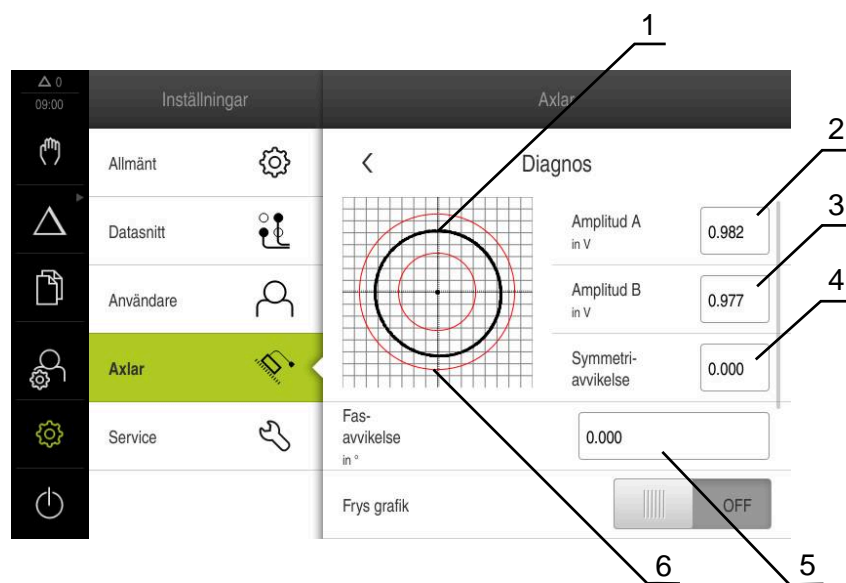 1
△ 0
09:00
Inställningar
Axlar
2
Allmänt
Diagnos
Amplitud A
in V
0.982
3
Datasnitt
Amplitud B
in V
0.977
4
Användare
Symmetri-
avvikelse
0.000
Axlar
Fas-
avvikelse
in °
0.000
Service
Frys grafik
OFF
6
5